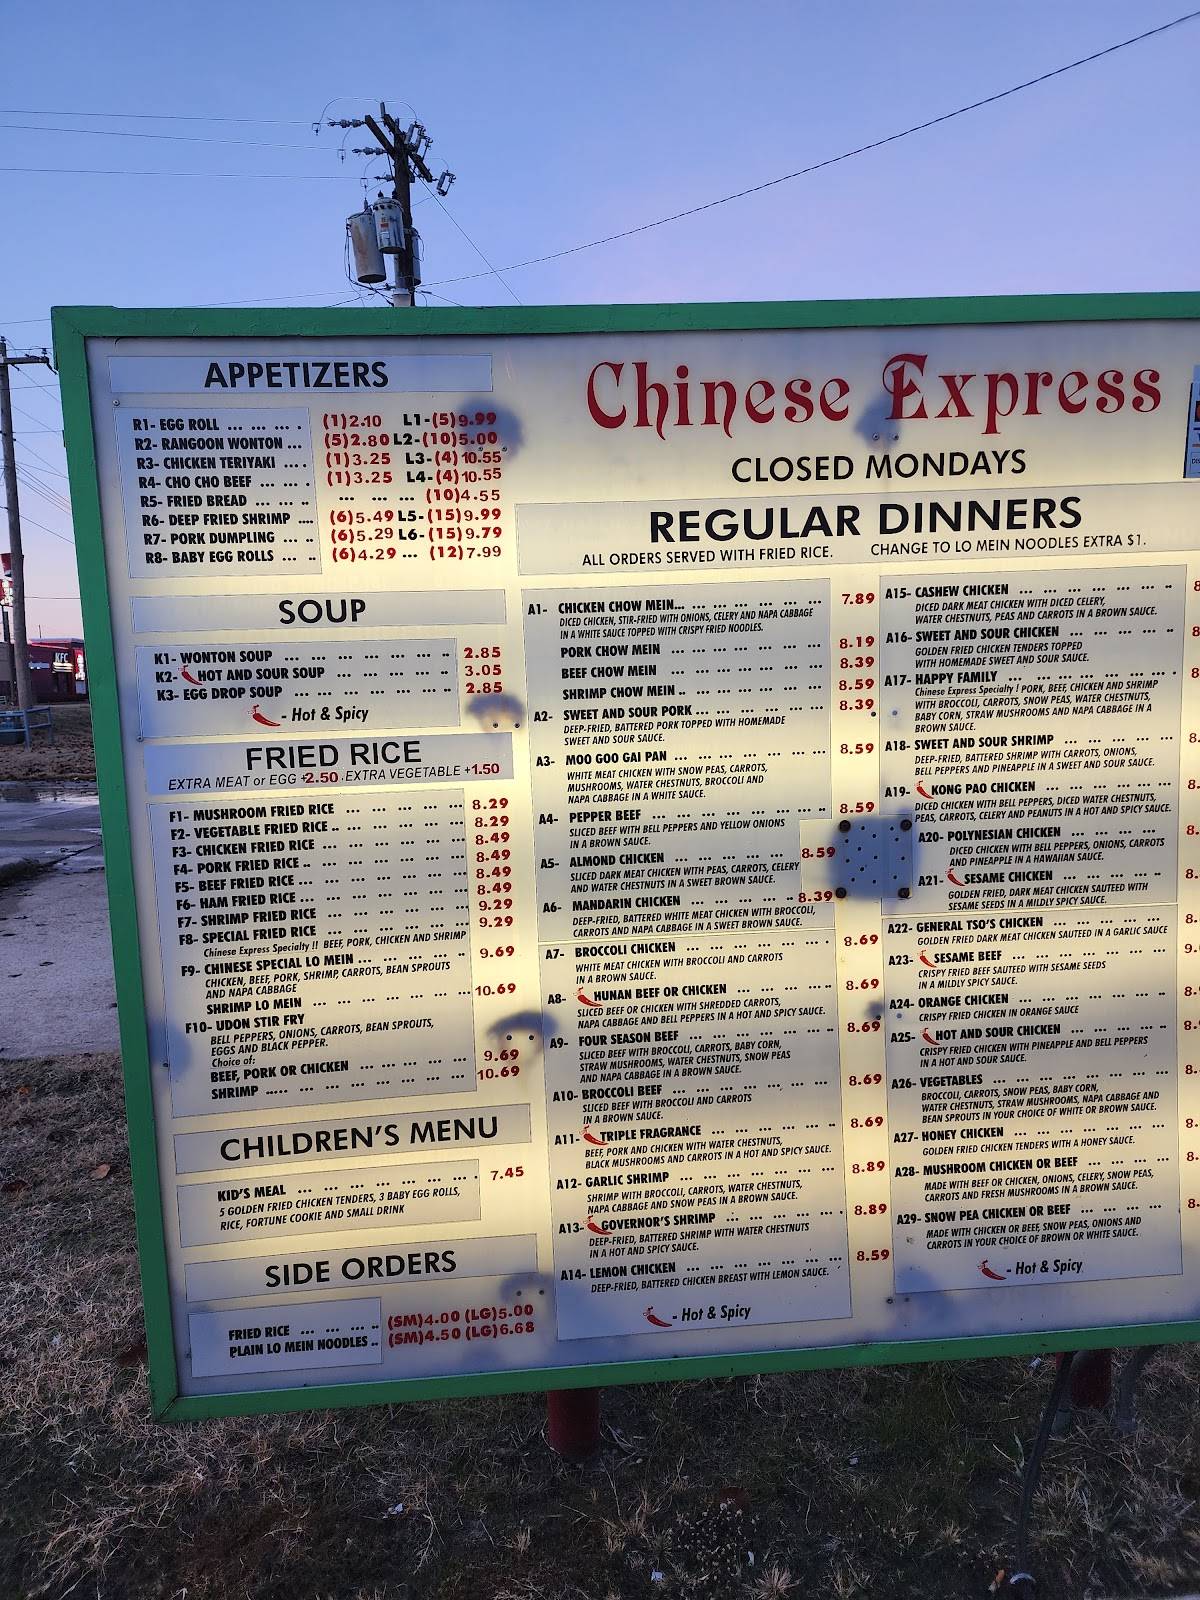 APPETIZERS
R1- EGG ROLL ... ... ... . (1)2.10 L1-(5)9.99
R2- RANGOON WONTON ... (5)2.80 L2-(10)5.00
R3- CHICKEN TERIYAKI .... (1)3.25 L3-(4)10.55
R4- CHO CHO BEEF ... ... . (1)3.25 L4-(4)10.55
R5- FRIED BREAD ... ... .. ... ... ... (10)4.55
R6- DEEP FRIED SHRIMP .... (6)5.49 L5-(15)9.99
R7- PORK DUMPLING ... .. (6)5.29 L6-(15)9.79
R8- BABY EGG ROLLS ... .. (6)4.29 ... (12)7.99
SOUP
K1- WONTON SOUP ... ... ... ... ... ... .. 2.85
K2- HOT AND SOUR SOUP ... ... ... ... . 3.05
K3- EGG DROP SOUP ... ... ... ... ... .. 2.85
- Hot & Spicy
FRIED RICE
EXTRA MEAT or EGG +2.50 . EXTRA VEGETABLE +1.50
F1- MUSHROOM FRIED RICE ... ... ... ... 8.29
F2- VEGETABLE FRIED RICE .. ... ... ... ... 8.29
F3- CHICKEN FRIED RICE ... ... ... ... ... 8.49
F4- PORK FRIED RICE .. ... ... ... ... ... 8.49
F5- BEEF FRIED RICE ... ... ... ... ... ... 8.49
F6- HAM FRIED RICE ... ... ... ... ... ... 8.49
F7- SHRIMP FRIED RICE ... ... ... ... ... 9.29
F8- SPECIAL FRIED RICE ... ... ... ... ... 9.29
Chinese Express Specialty !! BEEF, PORK, CHICKEN AND SHRIMP
F9- CHINESE SPECIAL LO MEIN ... ... ... .. 9.69
CHICKEN, BEEF, PORK, SHRIMP, CARROTS, BEAN SPROUTS
AND NAPA CABBAGE
SHRIMP LO MEIN ... ... ... ... ... ... 10.69
F10- UDON STIR FRY
BELL PEPPERS, ONIONS, CARROTS, BEAN SPROUTS,
EGGS AND BLACK PEPPER.
Choice of:
BEEF, PORK OR CHICKEN ... ... ... ... ... 9.69
SHRIMP ..... ... ... ... ... ... ... ... 10.69
CHILDREN'S MENU
KID'S MEAL ... ... ... ... ... ... ... . 7.45
5 GOLDEN FRIED CHICKEN TENDERS, 3 BABY EGG ROLLS,
RICE, FORTUNE COOKIE AND SMALL DRINK
SIDE ORDERS
FRIED RICE ... ... ... .. (SM)4.00 (LG)5.00
PLAIN LO MEIN NOODLES .. (SM)4.50 (LG)6.68
Chinese Express
CLOSED MONDAYS
REGULAR DINNERS
ALL ORDERS SERVED WITH FRIED RICE. CHANGE TO LO MEIN NOODLES EXTRA $1.
A1- CHICKEN CHOW MEIN... ... ... ... ... ... 7.89
DICED CHICKEN, STIR-FRIED WITH ONIONS, CELERY AND NAPA CABBAGE
IN A WHITE SAUCE TOPPED WITH CRISPY FRIED NOODLES.
PORK CHOW MEIN ... ... ... ... ... ... 8.19
BEEF CHOW MEIN ... ... ... ... ... ... 8.39
SHRIMP CHOW MEIN .. ... ... ... ... ... 8.59
A2- SWEET AND SOUR PORK ... ... ... ... ... 8.39
DEEP-FRIED, BATTERED PORK TOPPED WITH HOMEMADE
SWEET AND SOUR SAUCE.
A3- MOO GOO GAI PAN ... ... ... ... ... ... 8.59
WHITE MEAT CHICKEN WITH SNOW PEAS, CARROTS,
MUSHROOMS, WATER CHESTNUTS, BROCCOLI AND
NAPA CABBAGE IN A WHITE SAUCE.
A4- PEPPER BEEF ... ... ... ... ... ... ... .. 8.59
SLICED BEEF WITH BELL PEPPERS AND YELLOW ONIONS
IN A BROWN SAUCE.
A5- ALMOND CHICKEN ... ... ... ... ... 8.59
SLICED DARK MEAT CHICKEN WITH PEAS, CARROTS, CELERY
AND WATER CHESTNUTS IN A SWEET BROWN SAUCE.
A6- MANDARIN CHICKEN ... ... ... ... .. 8.39
DEEP-FRIED, BATTERED WHITE MEAT CHICKEN WITH BROCCOLI,
CARROTS AND NAPA CABBAGE IN A SWEET BROWN SAUCE.
A7- BROCCOLI CHICKEN ... ... ... ... ... . 8.69
WHITE MEAT CHICKEN WITH BROCCOLI AND CARROTS
IN A BROWN SAUCE.
A8- HUNAN BEEF OR CHICKEN ... ... ... ... 8.69
SLICED BEEF OR CHICKEN WITH SHREDDED CARROTS,
NAPA CABBAGE AND BELL PEPPERS IN A HOT AND SPICY SAUCE.
A9- FOUR SEASON BEEF ... ... ... ... ... .. 8.69
SLICED BEEF WITH BROCCOLI, CARROTS, BABY CORN,
STRAW MUSHROOMS, WATER CHESTNUTS, SNOW PEAS
AND NAPA CABBAGE IN A BROWN SAUCE.
A10- BROCCOLI BEEF ... ... ... ... ... ... ... 8.69
SLICED BEEF WITH BROCCOLI AND CARROTS
IN A BROWN SAUCE.
A11- TRIPLE FRAGRANCE ... ... ... ... ... .. 8.69
BEEF, PORK AND CHICKEN WITH WATER CHESTNUTS,
BLACK MUSHROOMS AND CARROTS IN A HOT AND SPICY SAUCE.
A12- GARLIC SHRIMP ... ... ... ... ... ... ... 8.89
SHRIMP WITH BROCCOLI, CARROTS, WATER CHESTNUTS,
NAPA CABBAGE AND SNOW PEAS IN A BROWN SAUCE.
A13- GOVERNOR'S SHRIMP ... ... ... ... ... . 8.89
DEEP-FRIED, BATTERED SHRIMP WITH WATER CHESTNUTS
IN A HOT AND SPICY SAUCE.
A14- LEMON CHICKEN ... ... ... ... ... ... .. 8.59
DEEP-FRIED, BATTERED CHICKEN BREAST WITH LEMON SAUCE.
- Hot & Spicy
A15- CASHEW CHICKEN ... ... ... ... ... ... 8
DICED DARK MEAT CHICKEN WITH DICED CELERY,
WATER CHESTNUTS, PEAS AND CARROTS IN A BROWN SAUCE.
A16- SWEET AND SOUR CHICKEN ... ... ... .. 8
GOLDEN FRIED CHICKEN TENDERS TOPPED
WITH HOMEMADE SWEET AND SOUR SAUCE.
A17- HAPPY FAMILY ... ... ... ... ... ... . 8
Chinese Express Specialty ! PORK, BEEF, CHICKEN AND SHRIMP
WITH BROCCOLI, CARROTS, SNOW PEAS, WATER CHESTNUTS,
BABY CORN, STRAW MUSHROOMS AND NAPA CABBAGE IN A
BROWN SAUCE.
A18- SWEET AND SOUR SHRIMP ... ... ... ... 8.
DEEP-FRIED, BATTERED SHRIMP WITH CARROTS, ONIONS,
BELL PEPPERS AND PINEAPPLE IN A SWEET AND SOUR SAUCE.
A19- KONG PAO CHICKEN ... ... ... ... ... 8.
DICED CHICKEN WITH BELL PEPPERS, DICED WATER CHESTNUTS,
PEAS, CARROTS, CELERY AND PEANUTS IN A HOT AND SPICY SAUCE.
A20- POLYNESIAN CHICKEN ... ... ... ... 8.
DICED CHICKEN WITH BELL PEPPERS, ONIONS, CARROTS
AND PINEAPPLE IN A HAWAIIAN SAUCE.
A21- SESAME CHICKEN ... ... ... ... 8.
GOLDEN FRIED, DARK MEAT CHICKEN SAUTEED WITH
SESAME SEEDS IN A MILDLY SPICY SAUCE.
A22- GENERAL TSO'S CHICKEN ... ... ... ... 8.
GOLDEN FRIED DARK MEAT CHICKEN SAUTEED IN A GARLIC SAUCE
A23- SESAME BEEF ... ... ... ... ... ... 9.
CRISPY FRIED BEEF SAUTEED WITH SESAME SEEDS
IN A MILDLY SPICY SAUCE.
A24- ORANGE CHICKEN ... ... ... ... ... .. 8.
CRISPY FRIED CHICKEN IN ORANGE SAUCE
A25- HOT AND SOUR CHICKEN ... ... ... ... 8.
CRISPY FRIED CHICKEN WITH PINEAPPLE AND BELL PEPPERS
IN A HOT AND SOUR SAUCE.
A26- VEGETABLES ... ... ... ... ... ... ... 8.
BROCCOLI, CARROTS, SNOW PEAS, BABY CORN,
WATER CHESTNUTS, STRAW MUSHROOMS, NAPA CABBAGE AND
BEAN SPROUTS IN YOUR CHOICE OF WHITE OR BROWN SAUCE.
A27- HONEY CHICKEN ... ... ... ... ... ... 8.
GOLDEN FRIED CHICKEN TENDERS WITH A HONEY SAUCE.
A28- MUSHROOM CHICKEN OR BEEF ... ... ... 8.
MADE WITH BEEF OR CHICKEN, ONIONS, CELERY, SNOW PEAS,
CARROTS AND FRESH MUSHROOMS IN A BROWN SAUCE.
A29- SNOW PEA CHICKEN OR BEEF ... ... ... . 8.
MADE WITH CHICKEN OR BEEF, SNOW PEAS, ONIONS AND
CARROTS IN YOUR CHOICE OF BROWN OR WHITE SAUCE.
- Hot & Spicy
KFC